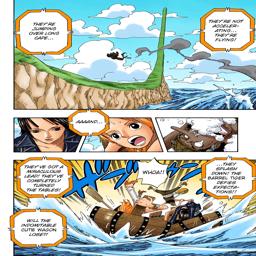 THEY'RE
JUMPING
OVER LONG
CAPE...
THEY'RE NOT
ACCELER-
ATING...
THEY'RE
FLYING!
AAAAND...
THEY'VE GOT A
MIRACULOUS
LEAD! THEY'VE
COMPLETELY
TURNED
THE TABLES!
WHOA!!
...THEY
SPLASH
DOWN! THE
BARREL TIGER
DEFIES
EXPECTA-
TIONS!!
WILL THE
INDOMITABLE
CUTE WAGON
LOSE?!